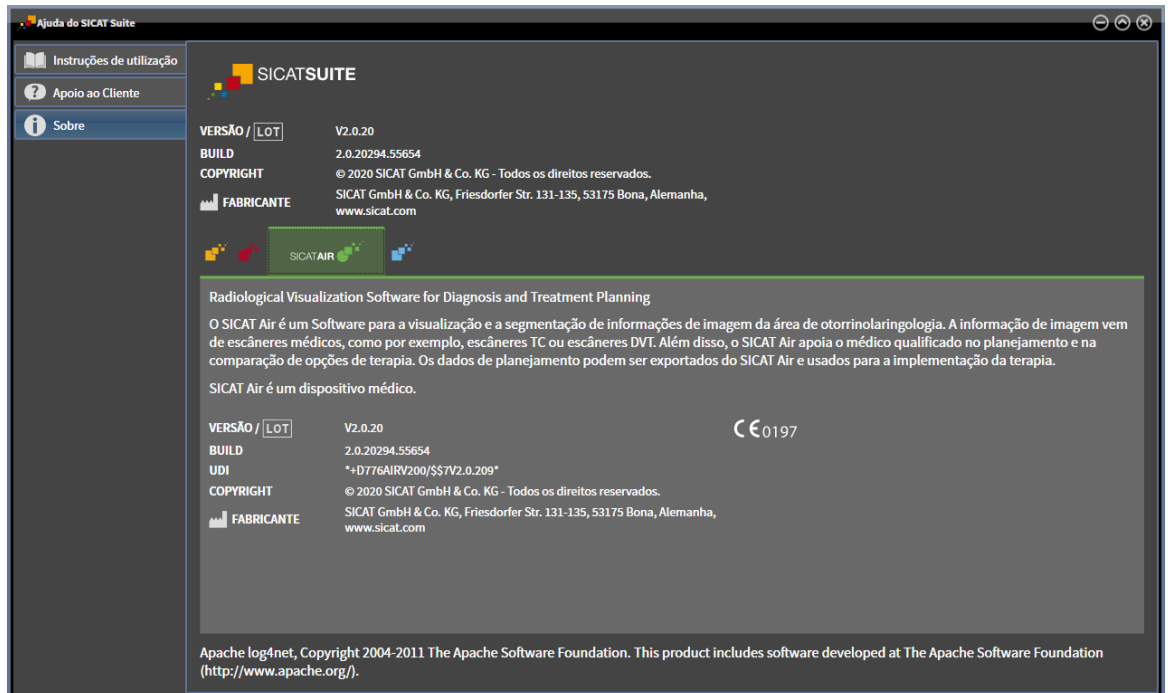 Ajuda do SICAT Suite
Instruções de utilização
Apoio ao Cliente
Sobre
SICATSUITE
VERSÃO / LOT V2.0.20
BUILD 2.0.20294.55654
COPYRIGHT © 2020 SICAT GmbH & Co. KG - Todos os direitos reservados.
FABRICANTE SICAT GmbH & Co. KG, Friesdorfer Str. 131-135, 53175 Bona, Alemanha,
www.sicat.com
SICATAIR
Radiological Visualization Software for Diagnosis and Treatment Planning
O SICAT Air é um Software para a visualização e a segmentação de informações de imagem da área de otorrinolaringologia. A informação de imagem vem
de escâneres médicos, como por exemplo, escâneres TC ou escâneres DVT. Além disso, o SICAT Air apoia o médico qualificado no planejamento e na
comparação de opções de terapia. Os dados de planejamento podem ser exportados do SICAT Air e usados para a implementação da terapia.
SICAT Air é um dispositivo médico.
VERSÃO / LOT V2.0.20 CE0197
BUILD 2.0.20294.55654
UDI *+D776AIRV200/$$7V2.0.209*
COPYRIGHT © 2020 SICAT GmbH & Co. KG - Todos os direitos reservados.
FABRICANTE SICAT GmbH & Co. KG, Friesdorfer Str. 131-135, 53175 Bona, Alemanha,
www.sicat.com
Apache log4net, Copyright 2004-2011 The Apache Software Foundation. This product includes software developed at The Apache Software Foundation
(http://www.apache.org/).